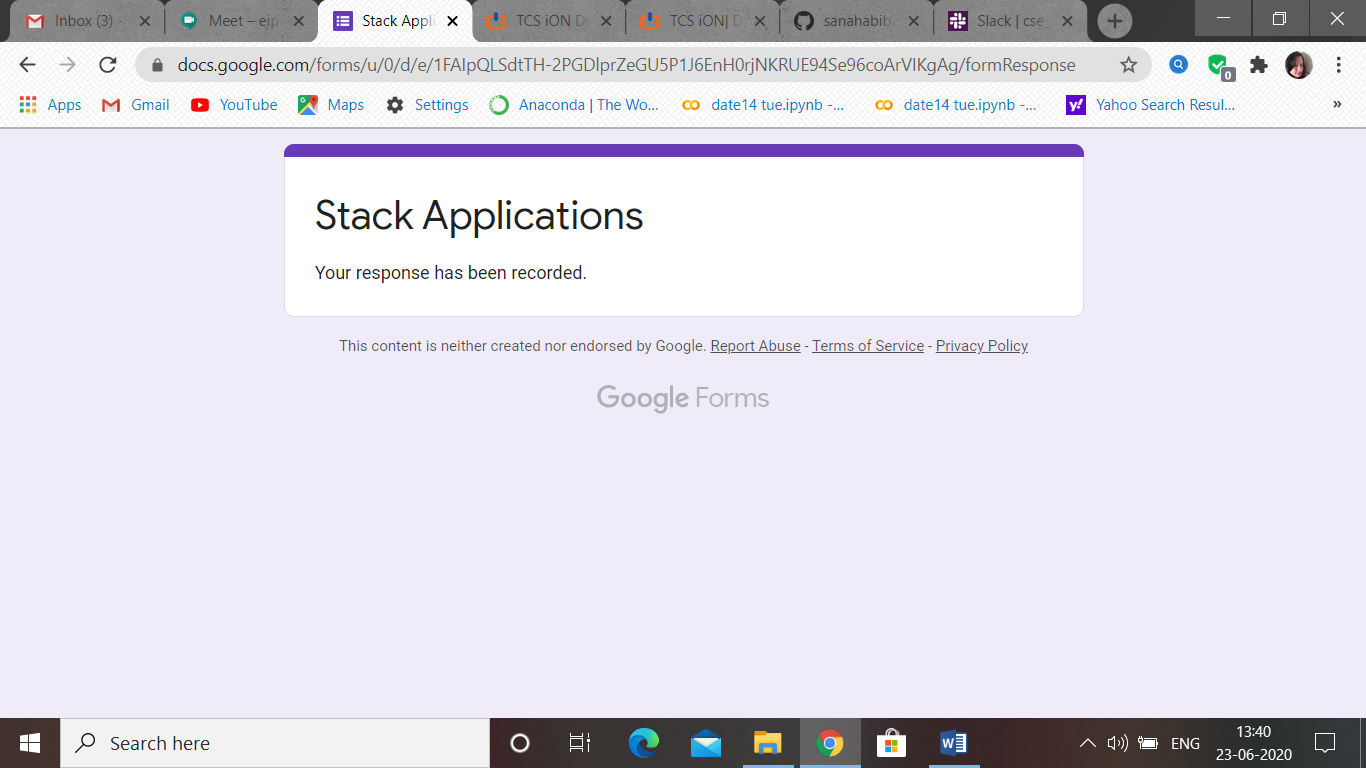 Inbox (3)
Meet – eip
Stack Appli
TCS iON D
TCS iON| D
sanahabib
Slack | cse_
docs.google.com/forms/u/0/d/e/1FAIpQLSdtTH-2PGDlprZeGU5P1J6EnH0rjNKRUE94Se96coArVIKgAg/formResponse
0
Apps
Gmail
YouTube
Maps
Settings
Anaconda | The Wo...
date14 tue.ipynb -...
date14 tue.ipynb -...
Yahoo Search Resul...
»
Stack Applications
Your response has been recorded.
This content is neither created nor endorsed by Google. Report Abuse - Terms of Service - Privacy Policy
Google Forms
Search here
ENG
13:40
23-06-2020